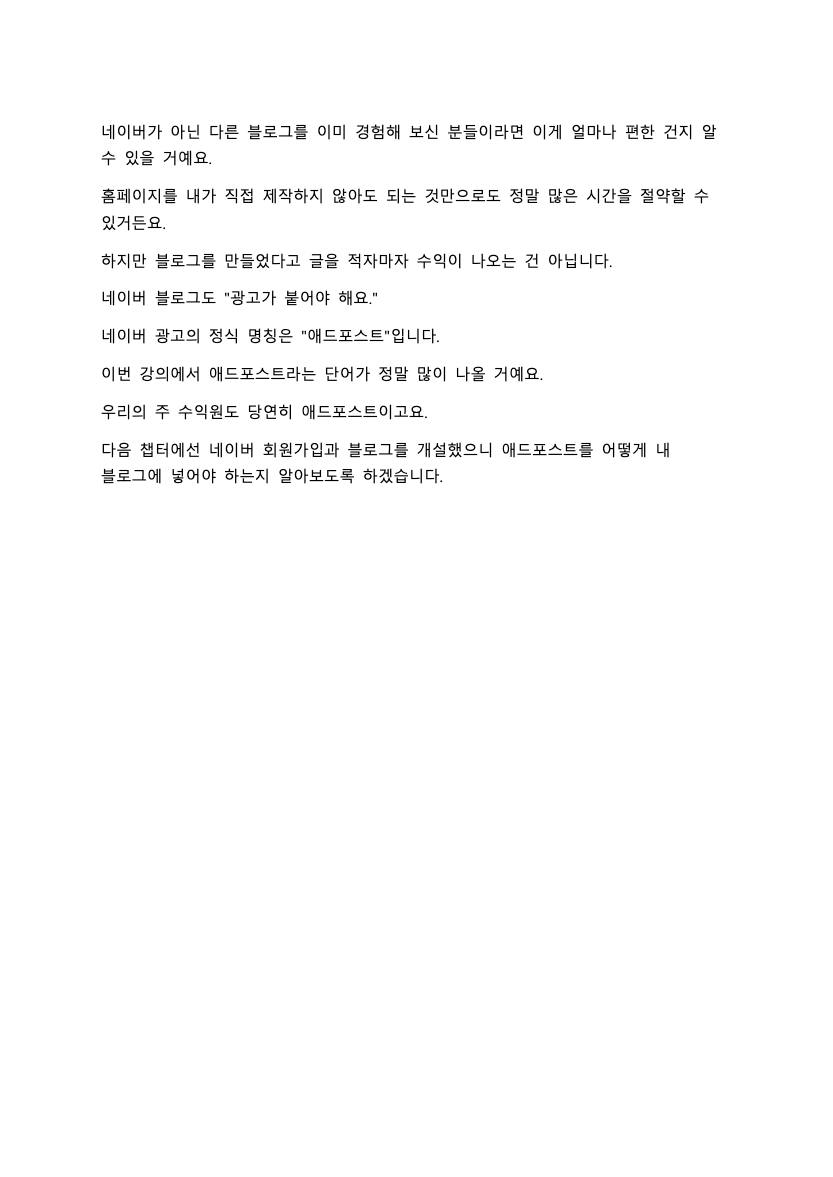 네이버가 아닌 다른 블로그를 이미 경험해 보신 분들이라면 이게 얼마나 편한 건지 알
수 있을 거예요.
홈페이지를 내가 직접 제작하지 않아도 되는 것만으로도 정말 많은 시간을 절약할 수
있거든요.
하지만 블로그를 만들었다고 글을 적자마자 수익이 나오는 건 아닙니다.
네이버 블로그도 "광고가 붙어야 해요."
네이버 광고의 정식 명칭은 "애드포스트"입니다.
이번 강의에서 애드포스트라는 단어가 정말 많이 나올 거예요.
우리의 주 수익원도 당연히 애드포스트이고요.
다음 챕터에선 네이버 회원가입과 블로그를 개설했으니 애드포스트를 어떻게 내
블로그에 넣어야 하는지 알아보도록 하겠습니다.